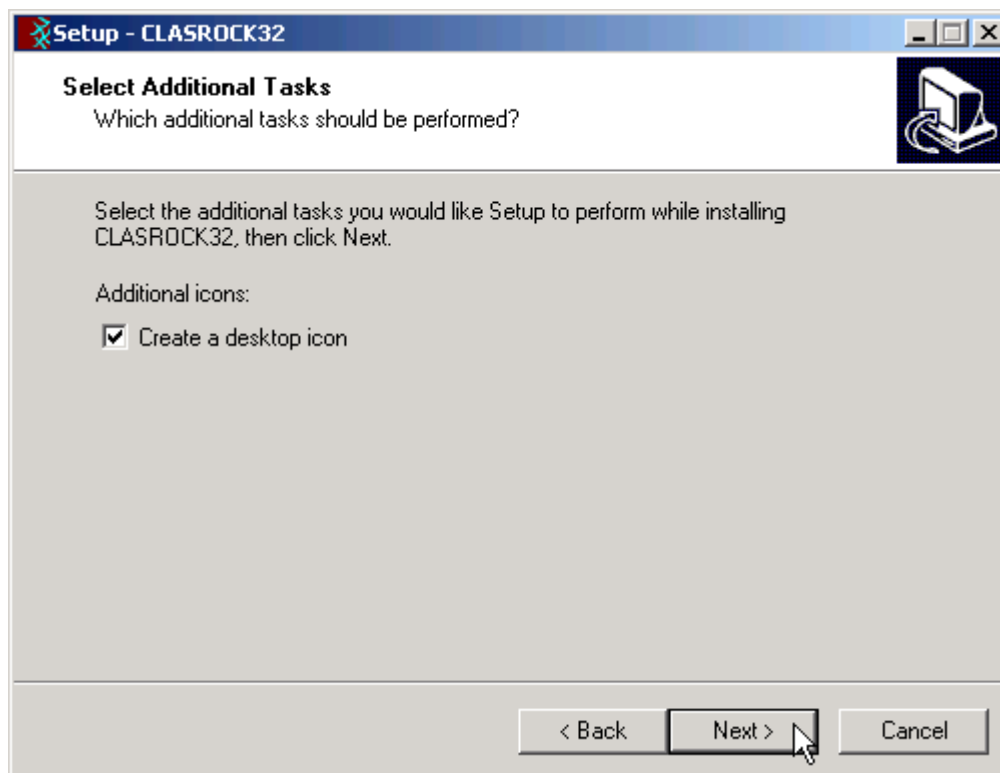 Setup - CLASROCK32
Select Additional Tasks
Which additional tasks should be performed?
Select the additional tasks you would like Setup to perform while installing
CLASROCK32, then click Next.
Additional icons:
Create a desktop icon
< Back
Next >
Cancel